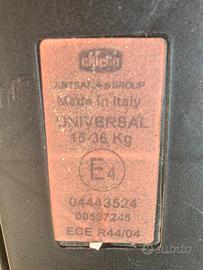 chicco
ARTSANA GROUP
Made in Italy
UNIVERSAL
15-36 Kg
E4
04443524
00537245
ECE R44/04
subito